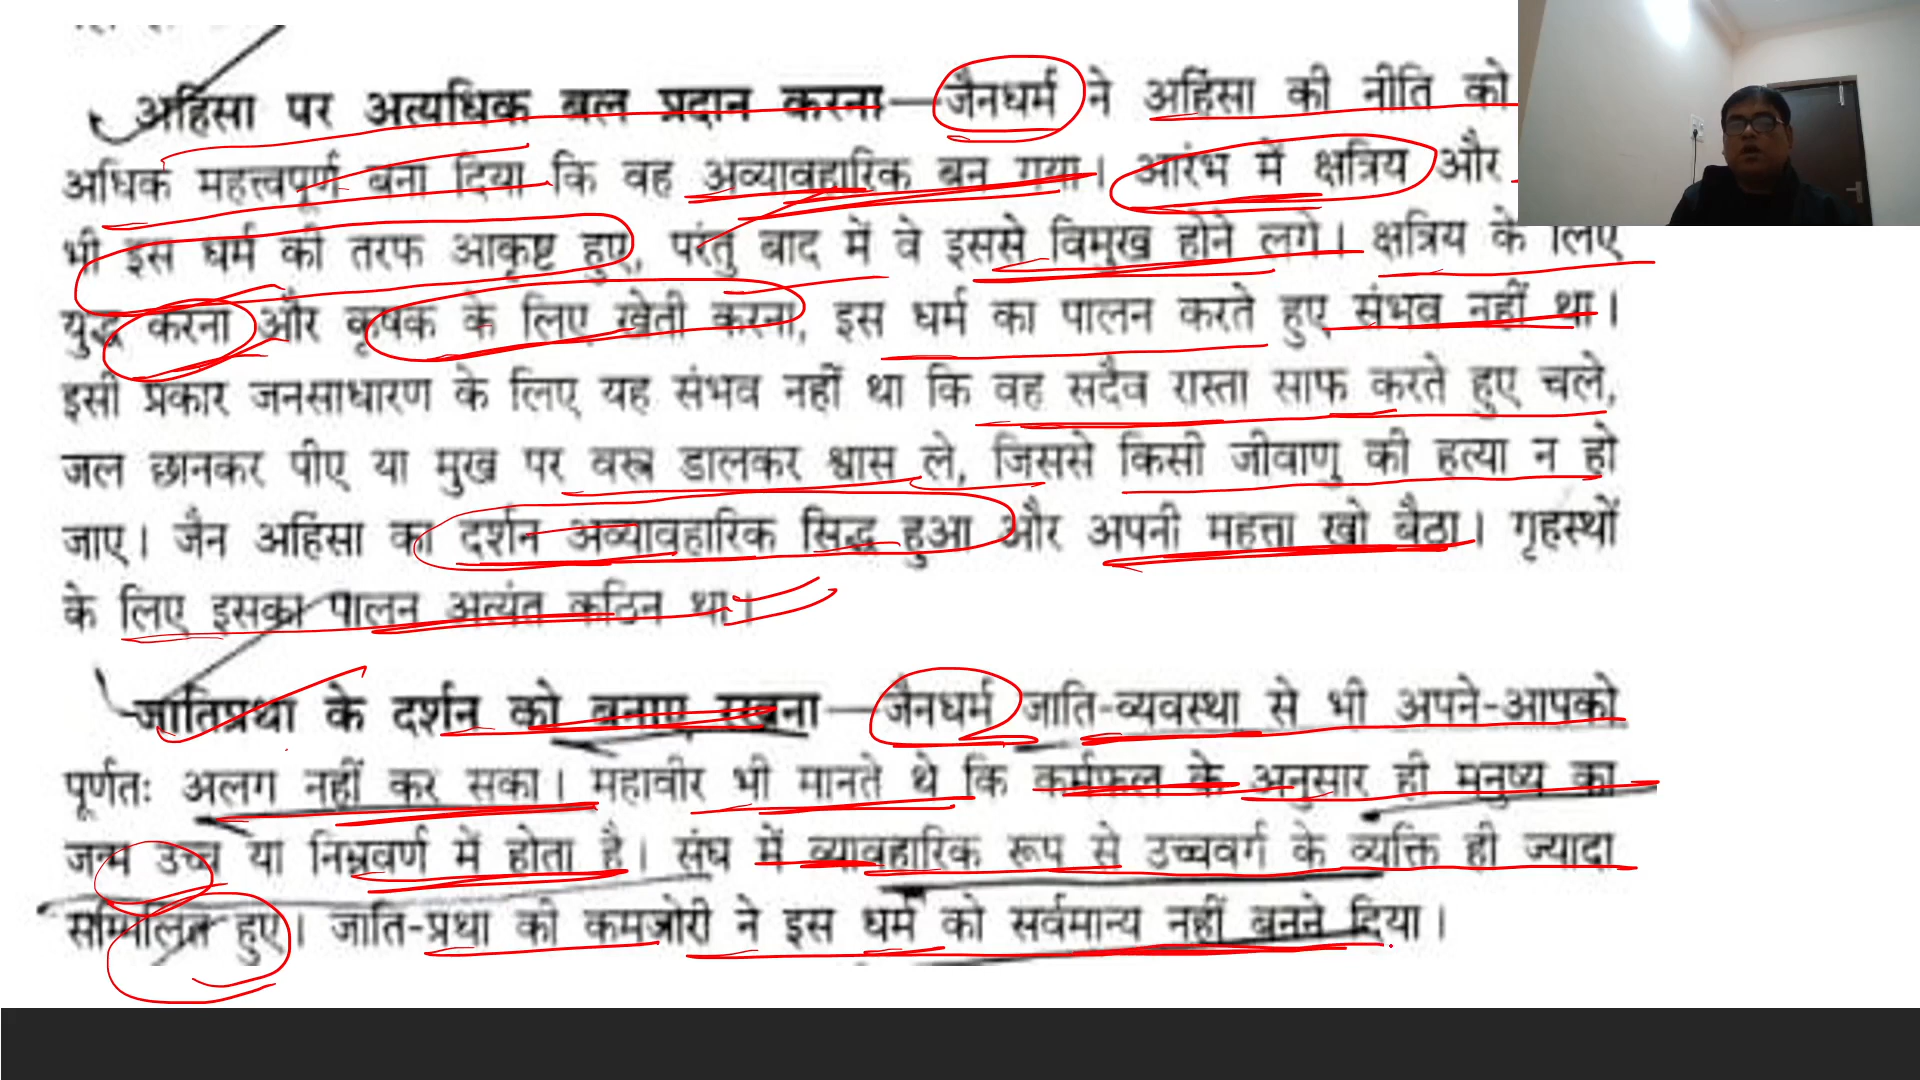 अहिंसा पर अत्यधिक बल प्रदान करना—जैनधर्म ने अहिंसा की नीति को
अधिक महत्त्वपूर्ण बना दिया कि वह अव्यावहारिक बन गया। आरंभ में क्षत्रिय और
भी इस धर्म की तरफ आकृष्ट हुए, परंतु बाद में वे इससे विमुख होने लगे। क्षत्रिय के लिए
युद्ध करना और कृषक के लिए खेती करना, इस धर्म का पालन करते हुए संभव नहीं था।
इसी प्रकार जनसाधारण के लिए यह संभव नहीं था कि वह सदैव रास्ता साफ करते हुए चले,
जल छानकर पीए या मुख पर वस्त्र डालकर श्वास ले, जिससे किसी जीवाणु की हत्या न हो
जाए। जैन अहिंसा का दर्शन अव्यावहारिक सिद्ध हुआ और अपनी महत्ता खो बैठा। गृहस्थों
के लिए इसका पालन अत्यंत कठिन था।
जातिप्रथा के दर्शन को बनाए रखना—जैनधर्म जाति-व्यवस्था से भी अपने-आपको
पूर्णतः अलग नहीं कर सका। महावीर भी मानते थे कि कर्मफल के अनुसार ही मनुष्य का
जन्म उच्च या निम्नवर्ण में होता है। संघ में व्यावहारिक रूप से उच्चवर्ग के व्यक्ति ही ज्यादा
सम्मिलित हुए। जाति-प्रथा की कमजोरी ने इस धर्म को सर्वमान्य नहीं बनने दिया।